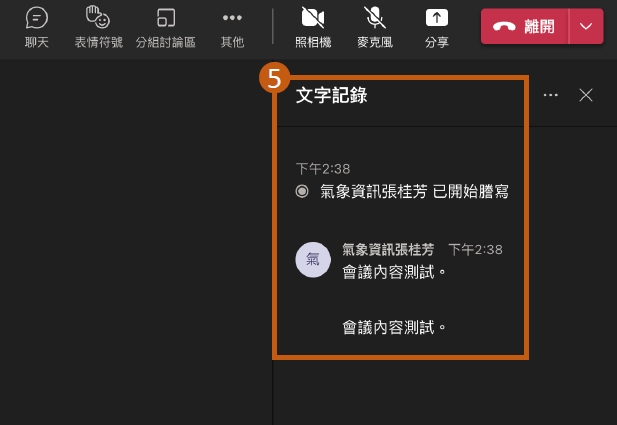 聊天
表情符號
分組討論區
其他
照相機
麥克風
分享
離開
5
文字記錄
下午2:38
氣象資訊張桂芳 已開始謄寫
氣
氣象資訊張桂芳 下午2:38
會議內容測試。
會議內容測試。